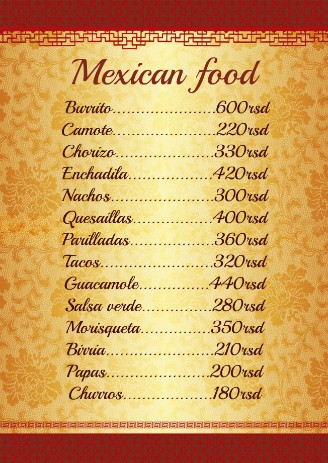 Mexican food
Burrito......................600rsd
Camote......................220rsd
Chorizo.....................330rsd
Enchadila..................420rsd
Nachos......................300rsd
Quesaillas.................400rsd
Parilladas..................360rsd
Tacos........................320rsd
Guacamole...............440rsd
Salsa verde...............280rsd
Morisqueta...............350rsd
Birria........................210rsd
Papas.......................200rsd
Churros...................180rsd